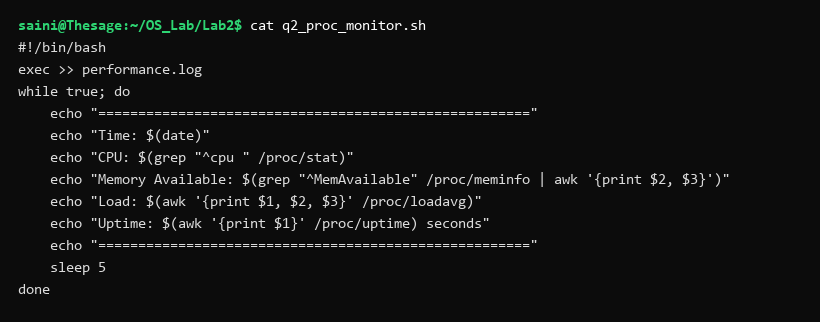 saini@Thesage:~/OS_Lab/Lab2$ cat q2_proc_monitor.sh
#!/bin/bash
exec >> performance.log
while true; do
    echo "======================================================"
    echo "Time: $(date)"
    echo "CPU: $(grep "^cpu " /proc/stat)"
    echo "Memory Available: $(grep "^MemAvailable" /proc/meminfo | awk '{print $2, $3}')"
    echo "Load: $(awk '{print $1, $2, $3}' /proc/loadavg)"
    echo "Uptime: $(awk '{print $1}' /proc/uptime) seconds"
    echo "======================================================"
    sleep 5
done